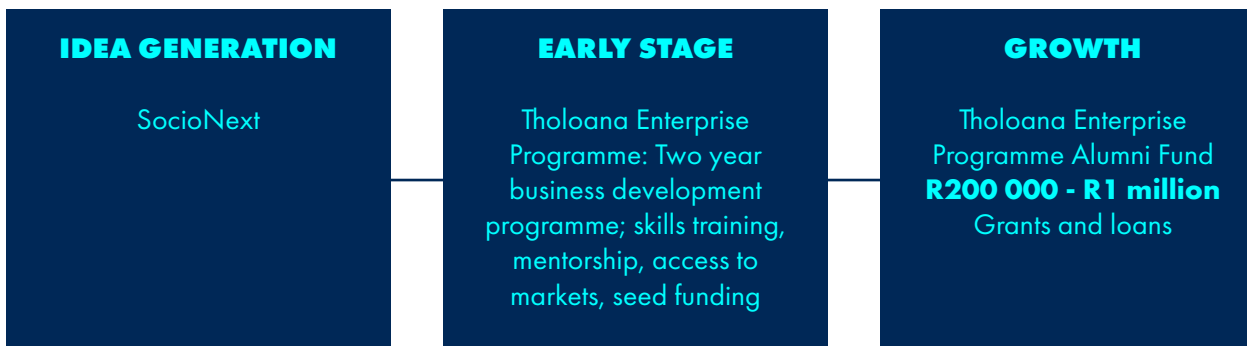 IDEA GENERATION
SocioNext
EARLY STAGE
Tholoana Enterprise
Programme: Two year
business development
programme; skills training,
mentorship, access to
markets, seed funding
GROWTH
Tholoana Enterprise
Programme Alumni Fund
R200 000 - R1 million
Grants and loans